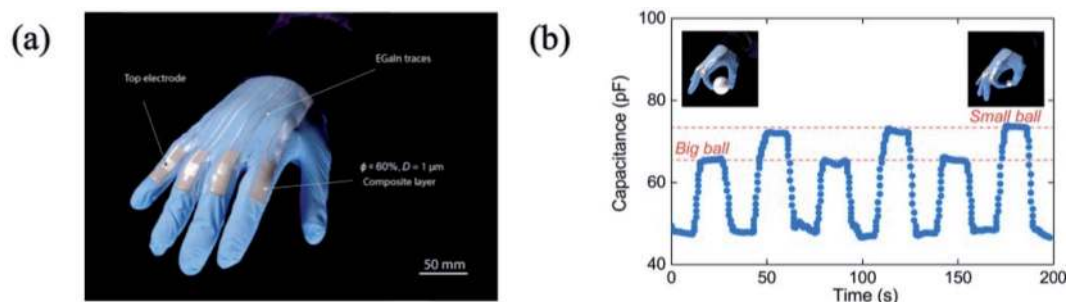 (a)
Top electrode
EGaIn traces
ϕ = 60%, D = 1 μm
Composite layer
50 mm
(b)
Capacitance (pF)
100
80
60
40
Big ball
Small ball
0
50
100
150
200
Time (s)